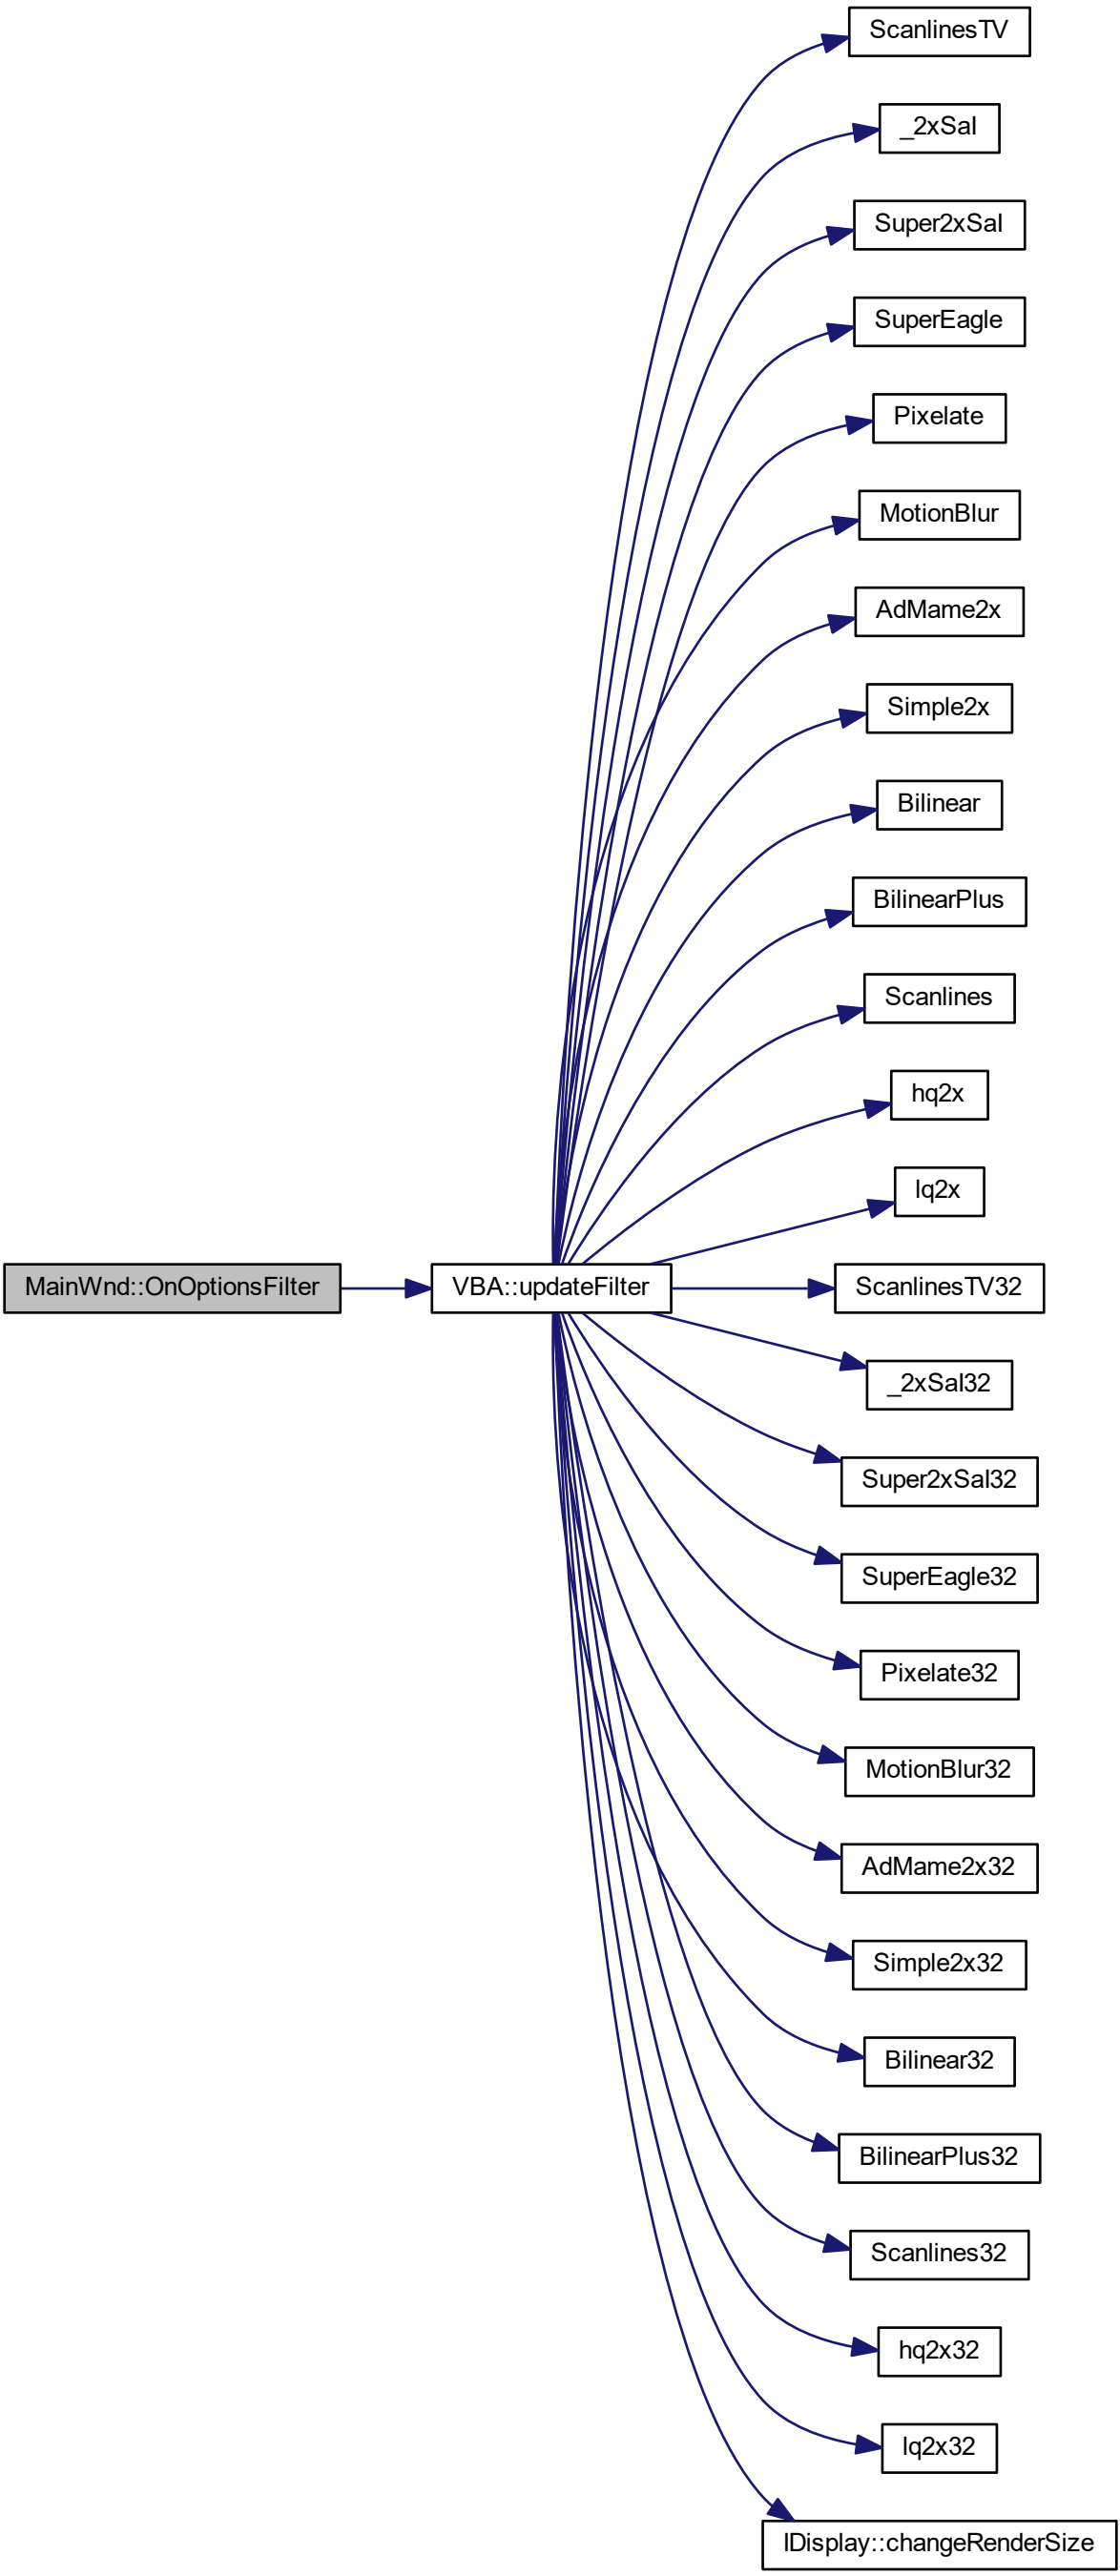 ScanlinesTV
_2xSaI
Super2xSaI
SuperEagle
Pixelate
MotionBlur
AdMame2x
Simple2x
Bilinear
BilinearPlus
Scanlines
hq2x
lq2x
MainWnd::OnOptionsFilter
VBA::updateFilter
ScanlinesTV32
_2xSaI32
Super2xSaI32
SuperEagle32
Pixelate32
MotionBlur32
AdMame2x32
Simple2x32
Bilinear32
BilinearPlus32
Scanlines32
hq2x32
lq2x32
IDisplay::changeRenderSize